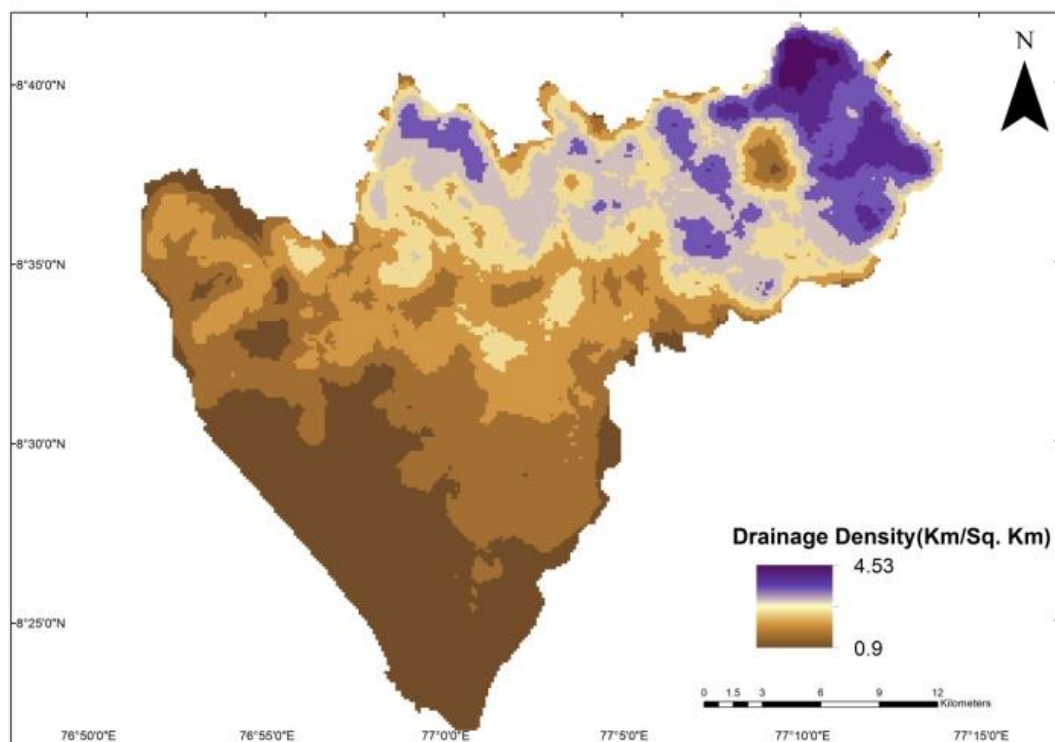 N
8°40'0"N
8°35'0"N
8°30'0"N
8°25'0"N
Drainage Density(Km/Sq. Km)
4.53
0.9
0 1.5 3 6 9 12
Kilometers
76°50'0"E 76°55'0"E 77°0'0"E 77°5'0"E 77°10'0"E 77°15'0"E